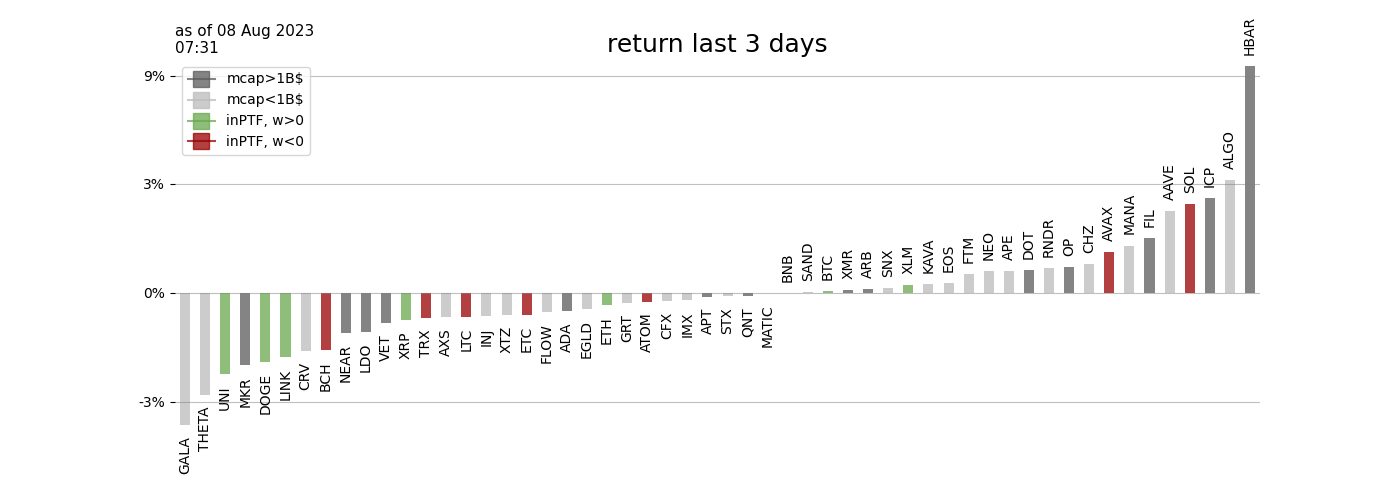 as of 08 Aug 2023
07:31
return last 3 days
mcap>1B$
mcap<1B$
inPTF, w>0
inPTF, w<0
9%
3%
0%
-3%
GALA
THETA
UNI
MKR
DOGE
LINK
CRV
BCH
NEAR
LDO
VET
XRP
TRX
AXS
LTC
INJ
XTZ
ETC
FLOW
ADA
EGLD
ETH
GRT
ATOM
CFX
IMX
APT
STX
QNT
MATIC
BNB
SAND
BTC
XMR
ARB
SNX
XLM
KAVA
EOS
FTM
NEO
APE
DOT
RNDR
OP
CHZ
AVAX
MANA
FIL
AAVE
SOL
ICP
ALGO
HBAR